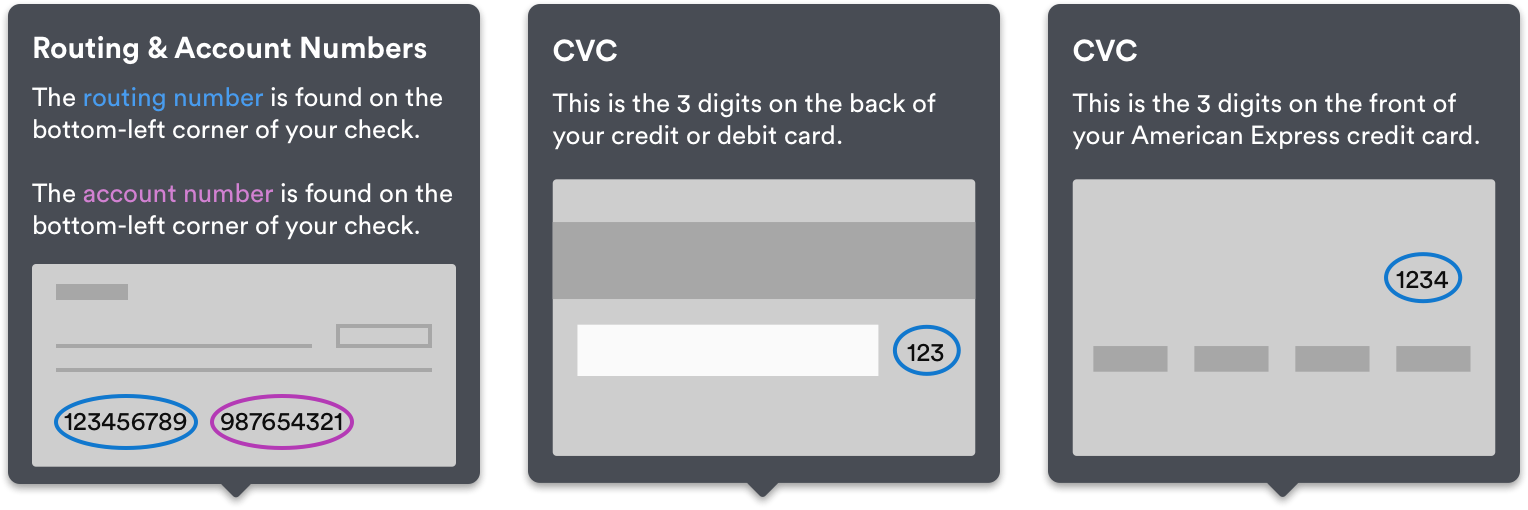 Routing & Account Numbers
The routing number is found on the
bottom-left corner of your check.
The account number is found on the
bottom-left corner of your check.
123456789
987654321
CVC
This is the 3 digits on the back of
your credit or debit card.
123
CVC
This is the 3 digits on the front of
your American Express credit card.
1234